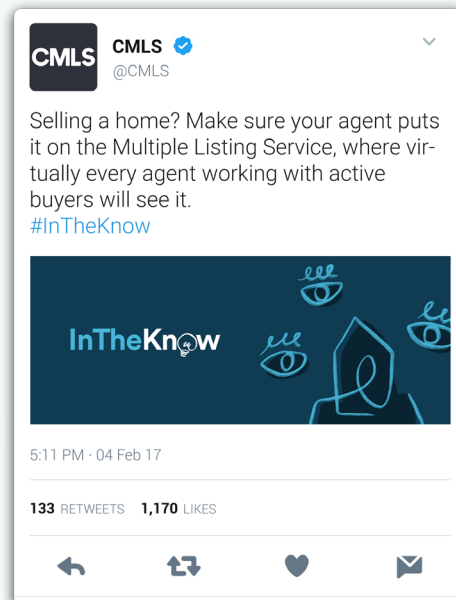 CMLS
CMLS
@CMLS
Selling a home? Make sure your agent puts
it on the Multiple Listing Service, where vir-
tually every agent working with active
buyers will see it.
#InTheKnow
InTheKnow
5:11 PM · 04 Feb 17
133 RETWEETS 1,170 LIKES